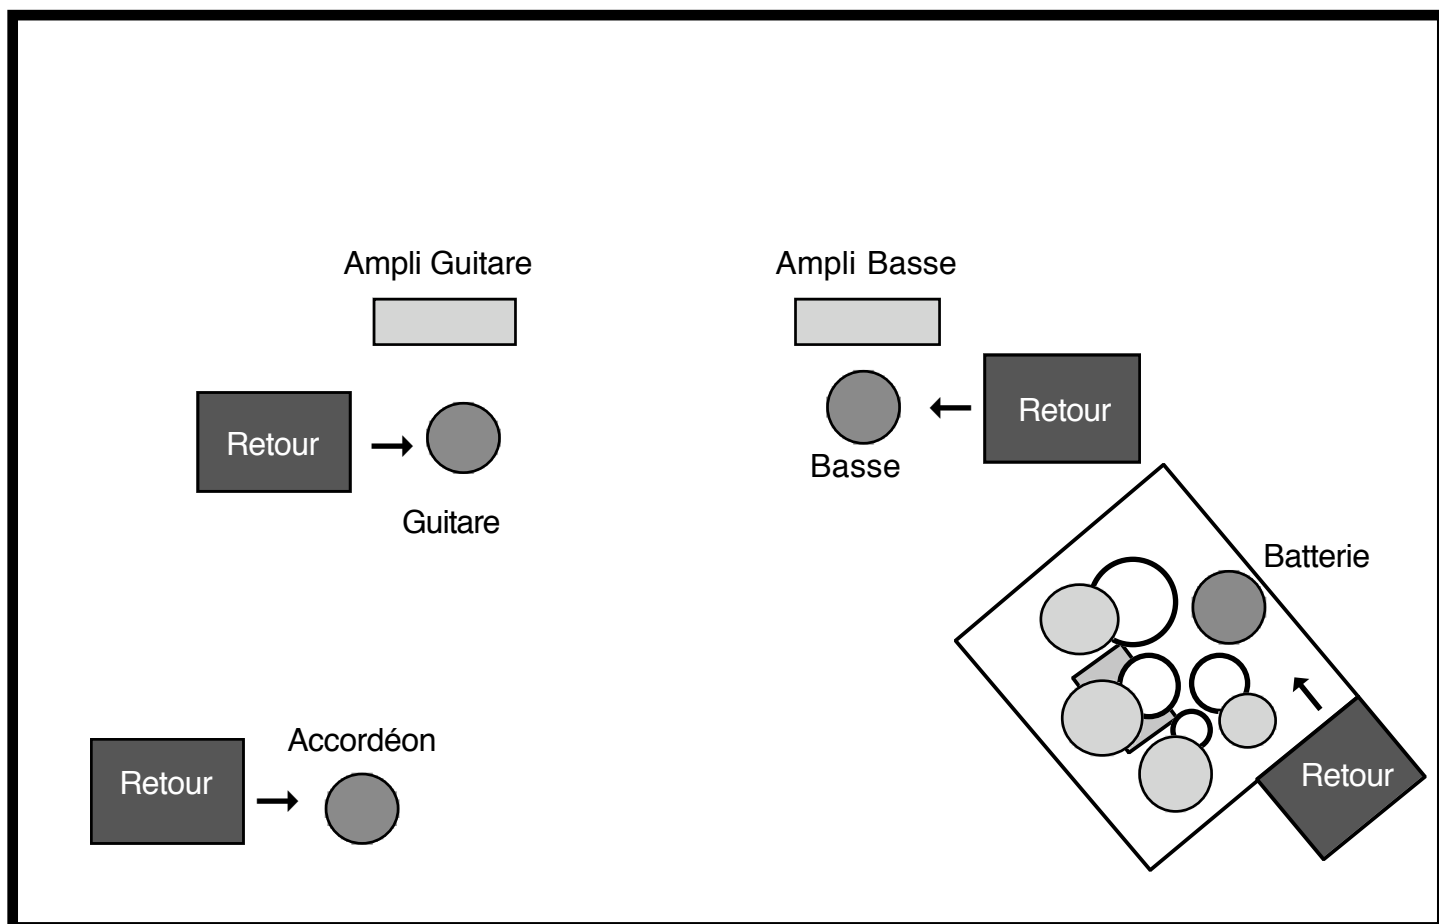 Ampli Guitare
Ampli Basse
Retour
Guitare
Basse
Retour
Batterie
Accordéon
Retour
Retour